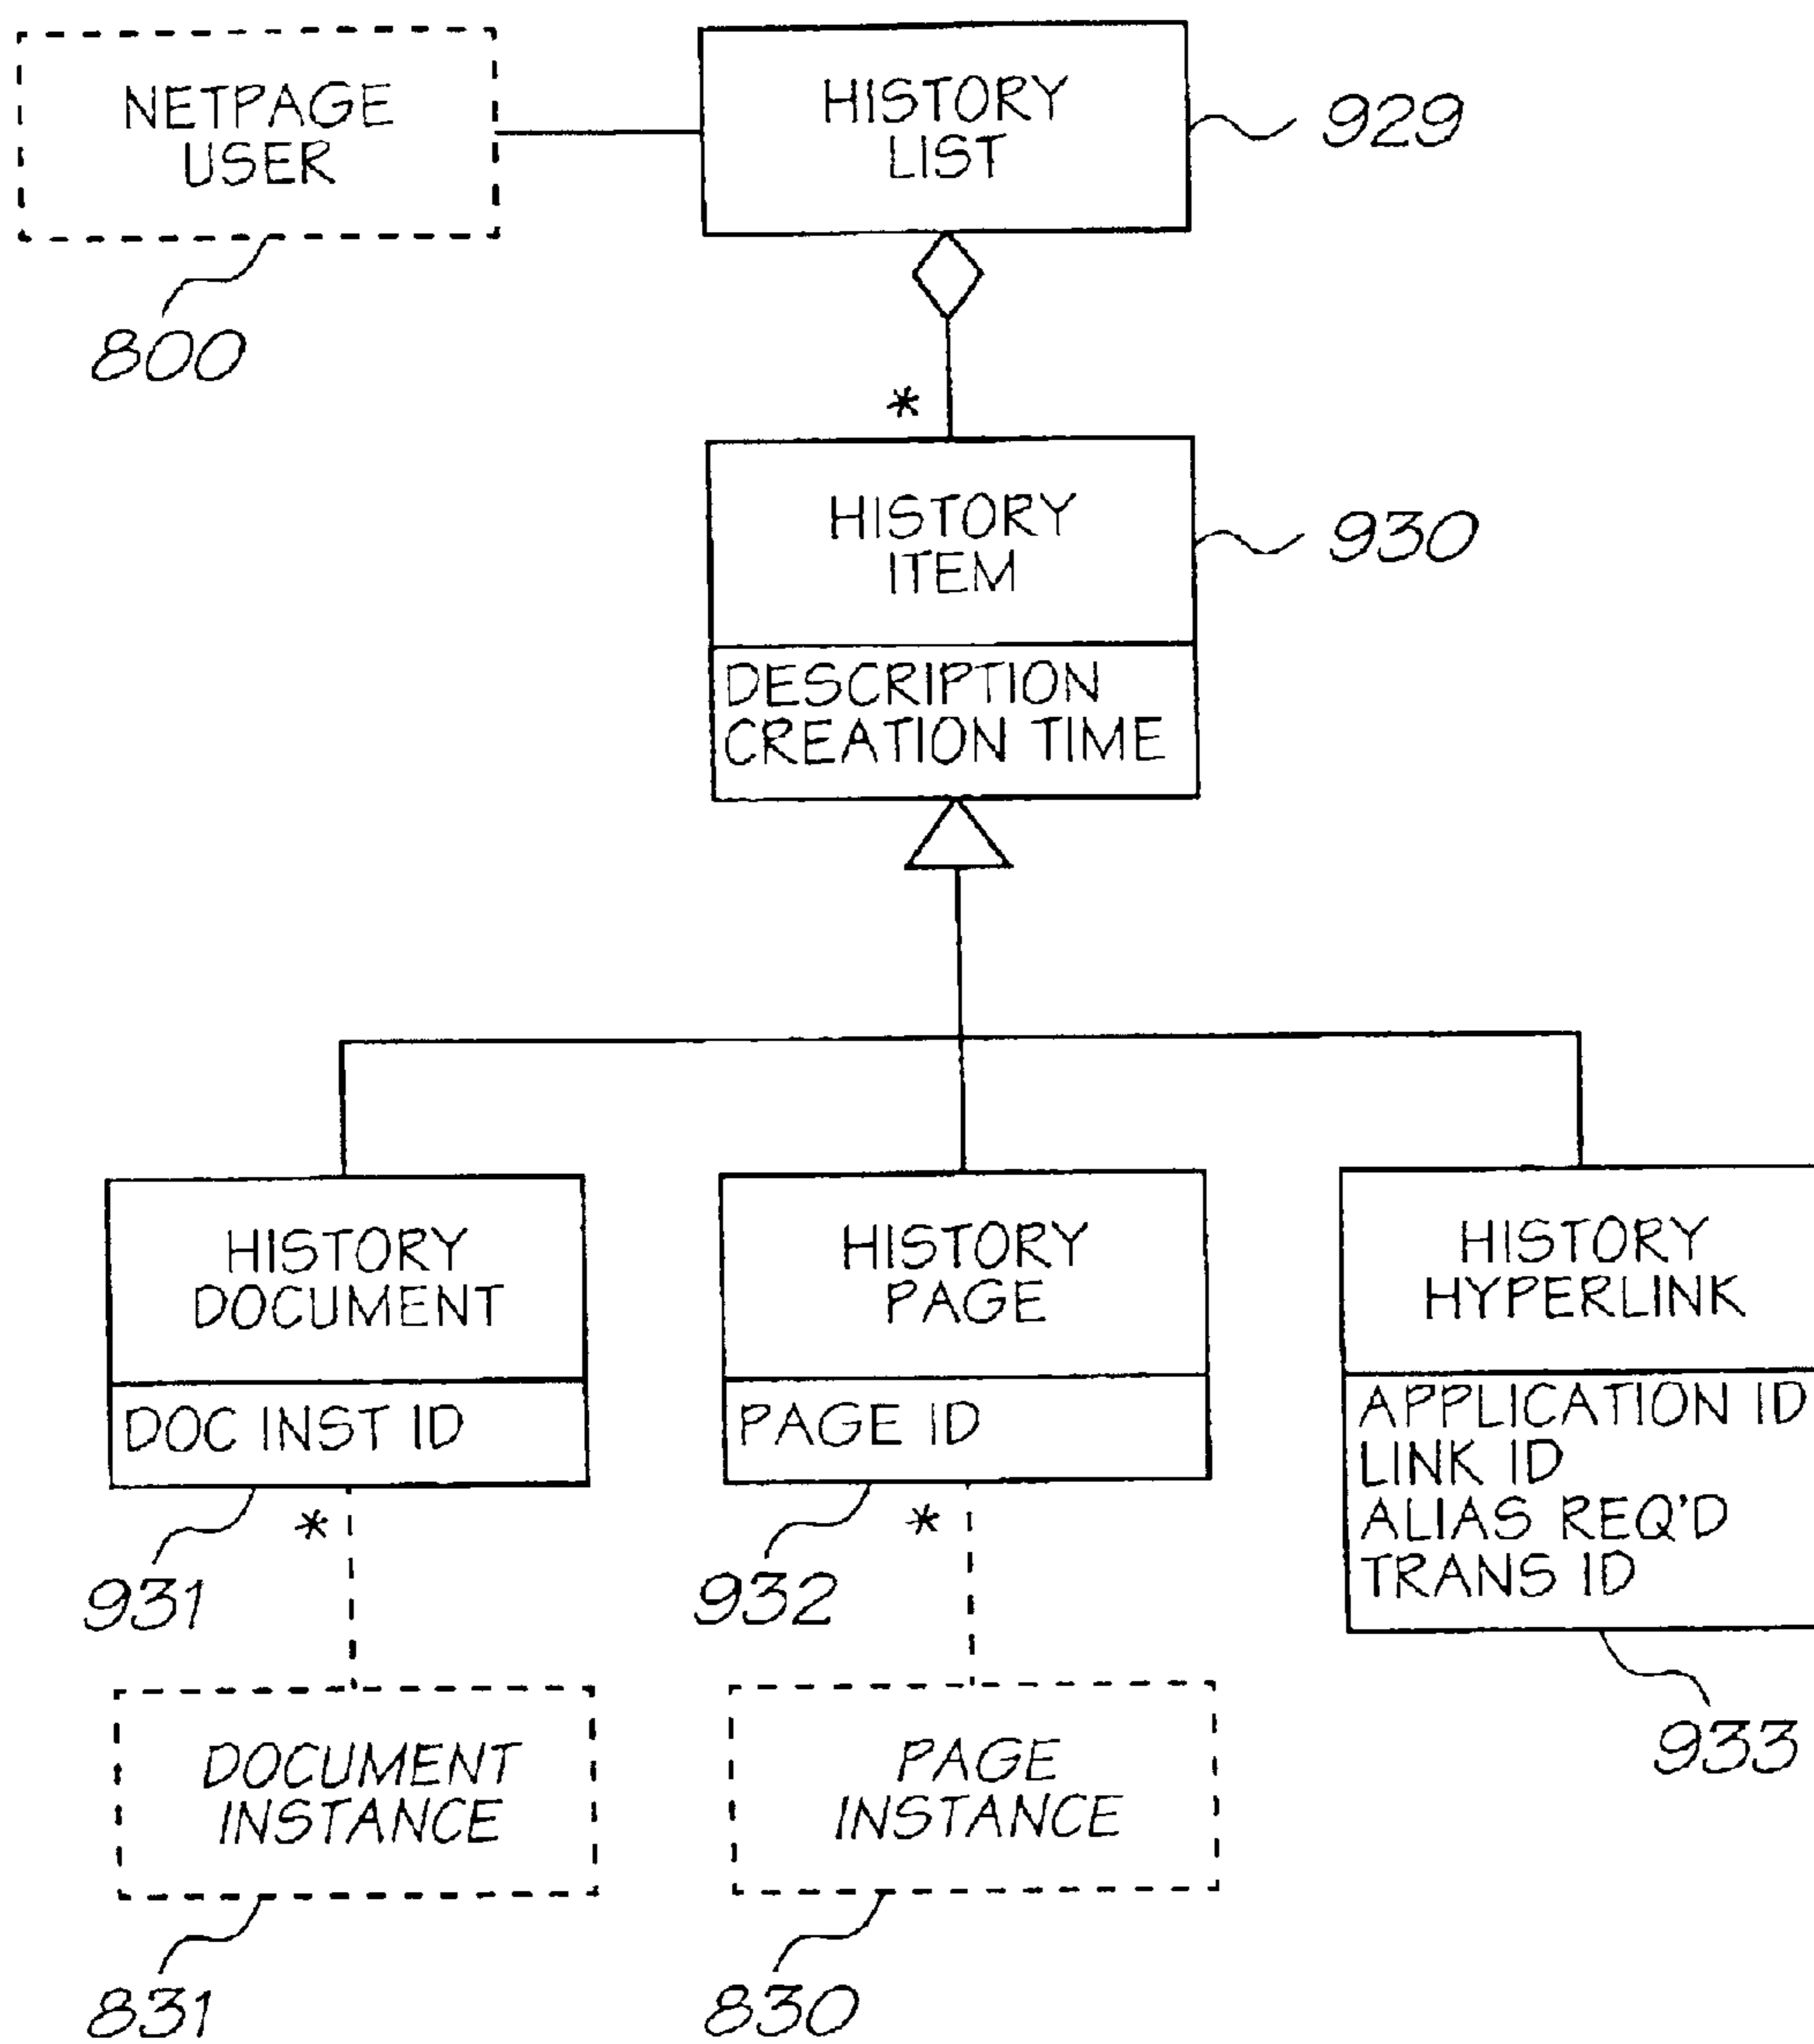 NETPAGE
USER
800
HISTORY
LIST
929
*
HISTORY
ITEM
930
DESCRIPTION
CREATION TIME
HISTORY
DOCUMENT
DOC INST ID
931
*
HISTORY
PAGE
PAGE ID
932
*
HISTORY
HYPERLINK
APPLICATION ID
LINK ID
ALIAS REQ'D
TRANS ID
933
DOCUMENT
INSTANCE
831
PAGE
INSTANCE
830